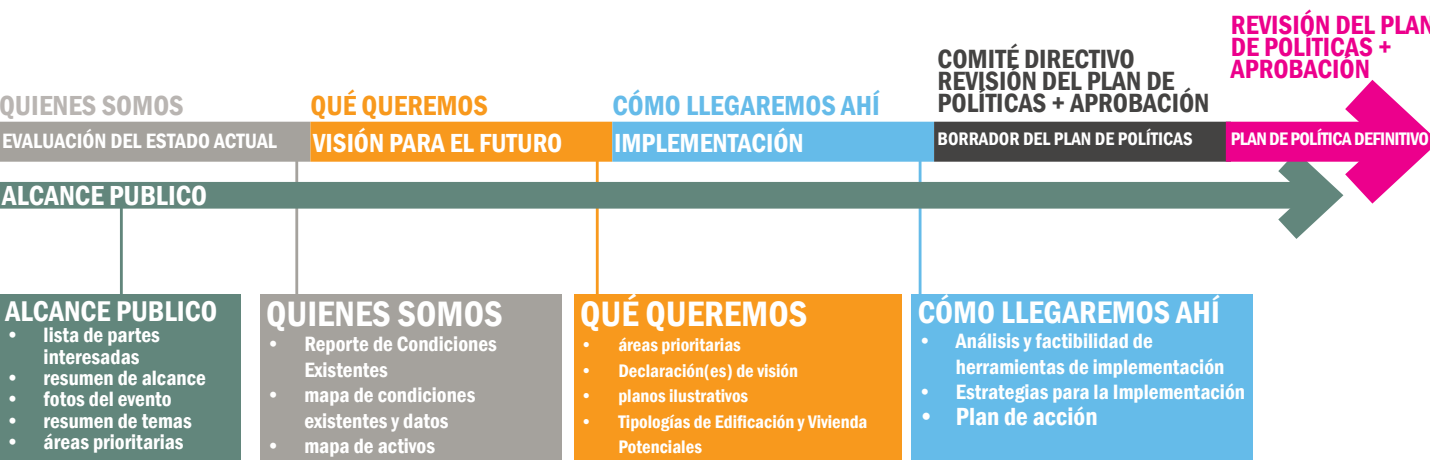 REVISIÓN DEL PLAN
DE POLÍTICAS +
APROBACIÓN
COMITÉ DIRECTIVO
REVISIÓN DEL PLAN DE
POLÍTICAS + APROBACIÓN
QUIENES SOMOS
QUÉ QUEREMOS
CÓMO LLEGAREMOS AHÍ
EVALUACIÓN DEL ESTADO ACTUAL
VISIÓN PARA EL FUTURO
IMPLEMENTACIÓN
BORRADOR DEL PLAN DE POLÍTICAS
PLAN DE POLÍTICA DEFINITIVO
ALCANCE PUBLICO
ALCANCE PUBLICO
• lista de partes
interesadas
• resumen de alcance
• fotos del evento
• resumen de temas
• áreas prioritarias
QUIENES SOMOS
• Reporte de Condiciones
Existentes
• mapa de condiciones
existentes y datos
• mapa de activos
QUÉ QUEREMOS
• áreas prioritarias
• Declaración(es) de visión
• planos ilustrativos
• Tipologías de Edificación y Vivienda
Potenciales
CÓMO LLEGAREMOS AHÍ
• Análisis y factibilidad de
herramientas de implementación
• Estrategias para la Implementación
• Plan de acción